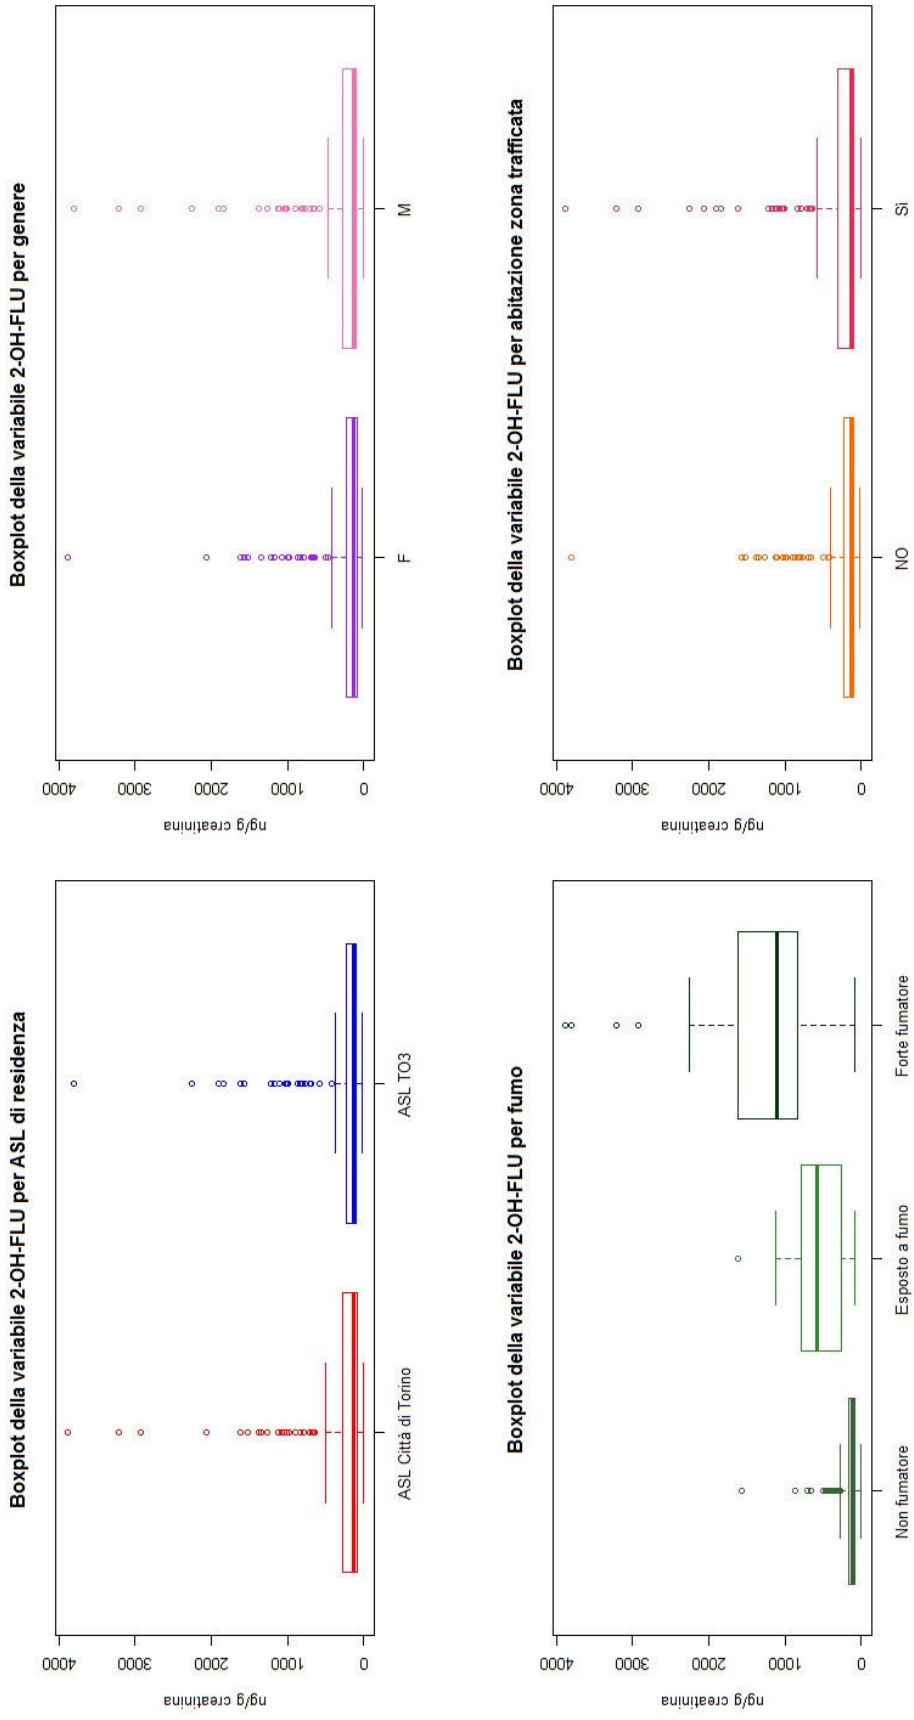 Boxplot della variabile 2-OH-FLU per ASL di residenza
ng/g creatinina
0
1000
2000
3000
4000
ASL Città di Torino
ASL TO3
Boxplot della variabile 2-OH-FLU per genere
ng/g creatinina
0
1000
2000
3000
4000
F
M
Boxplot della variabile 2-OH-FLU per fumo
ng/g creatinina
0
1000
2000
3000
4000
Non fumatore
Esposto a fumo
Forte fumatore
Boxplot della variabile 2-OH-FLU per abitazione zona trafficata
ng/g creatinina
0
1000
2000
3000
4000
NO
Sì